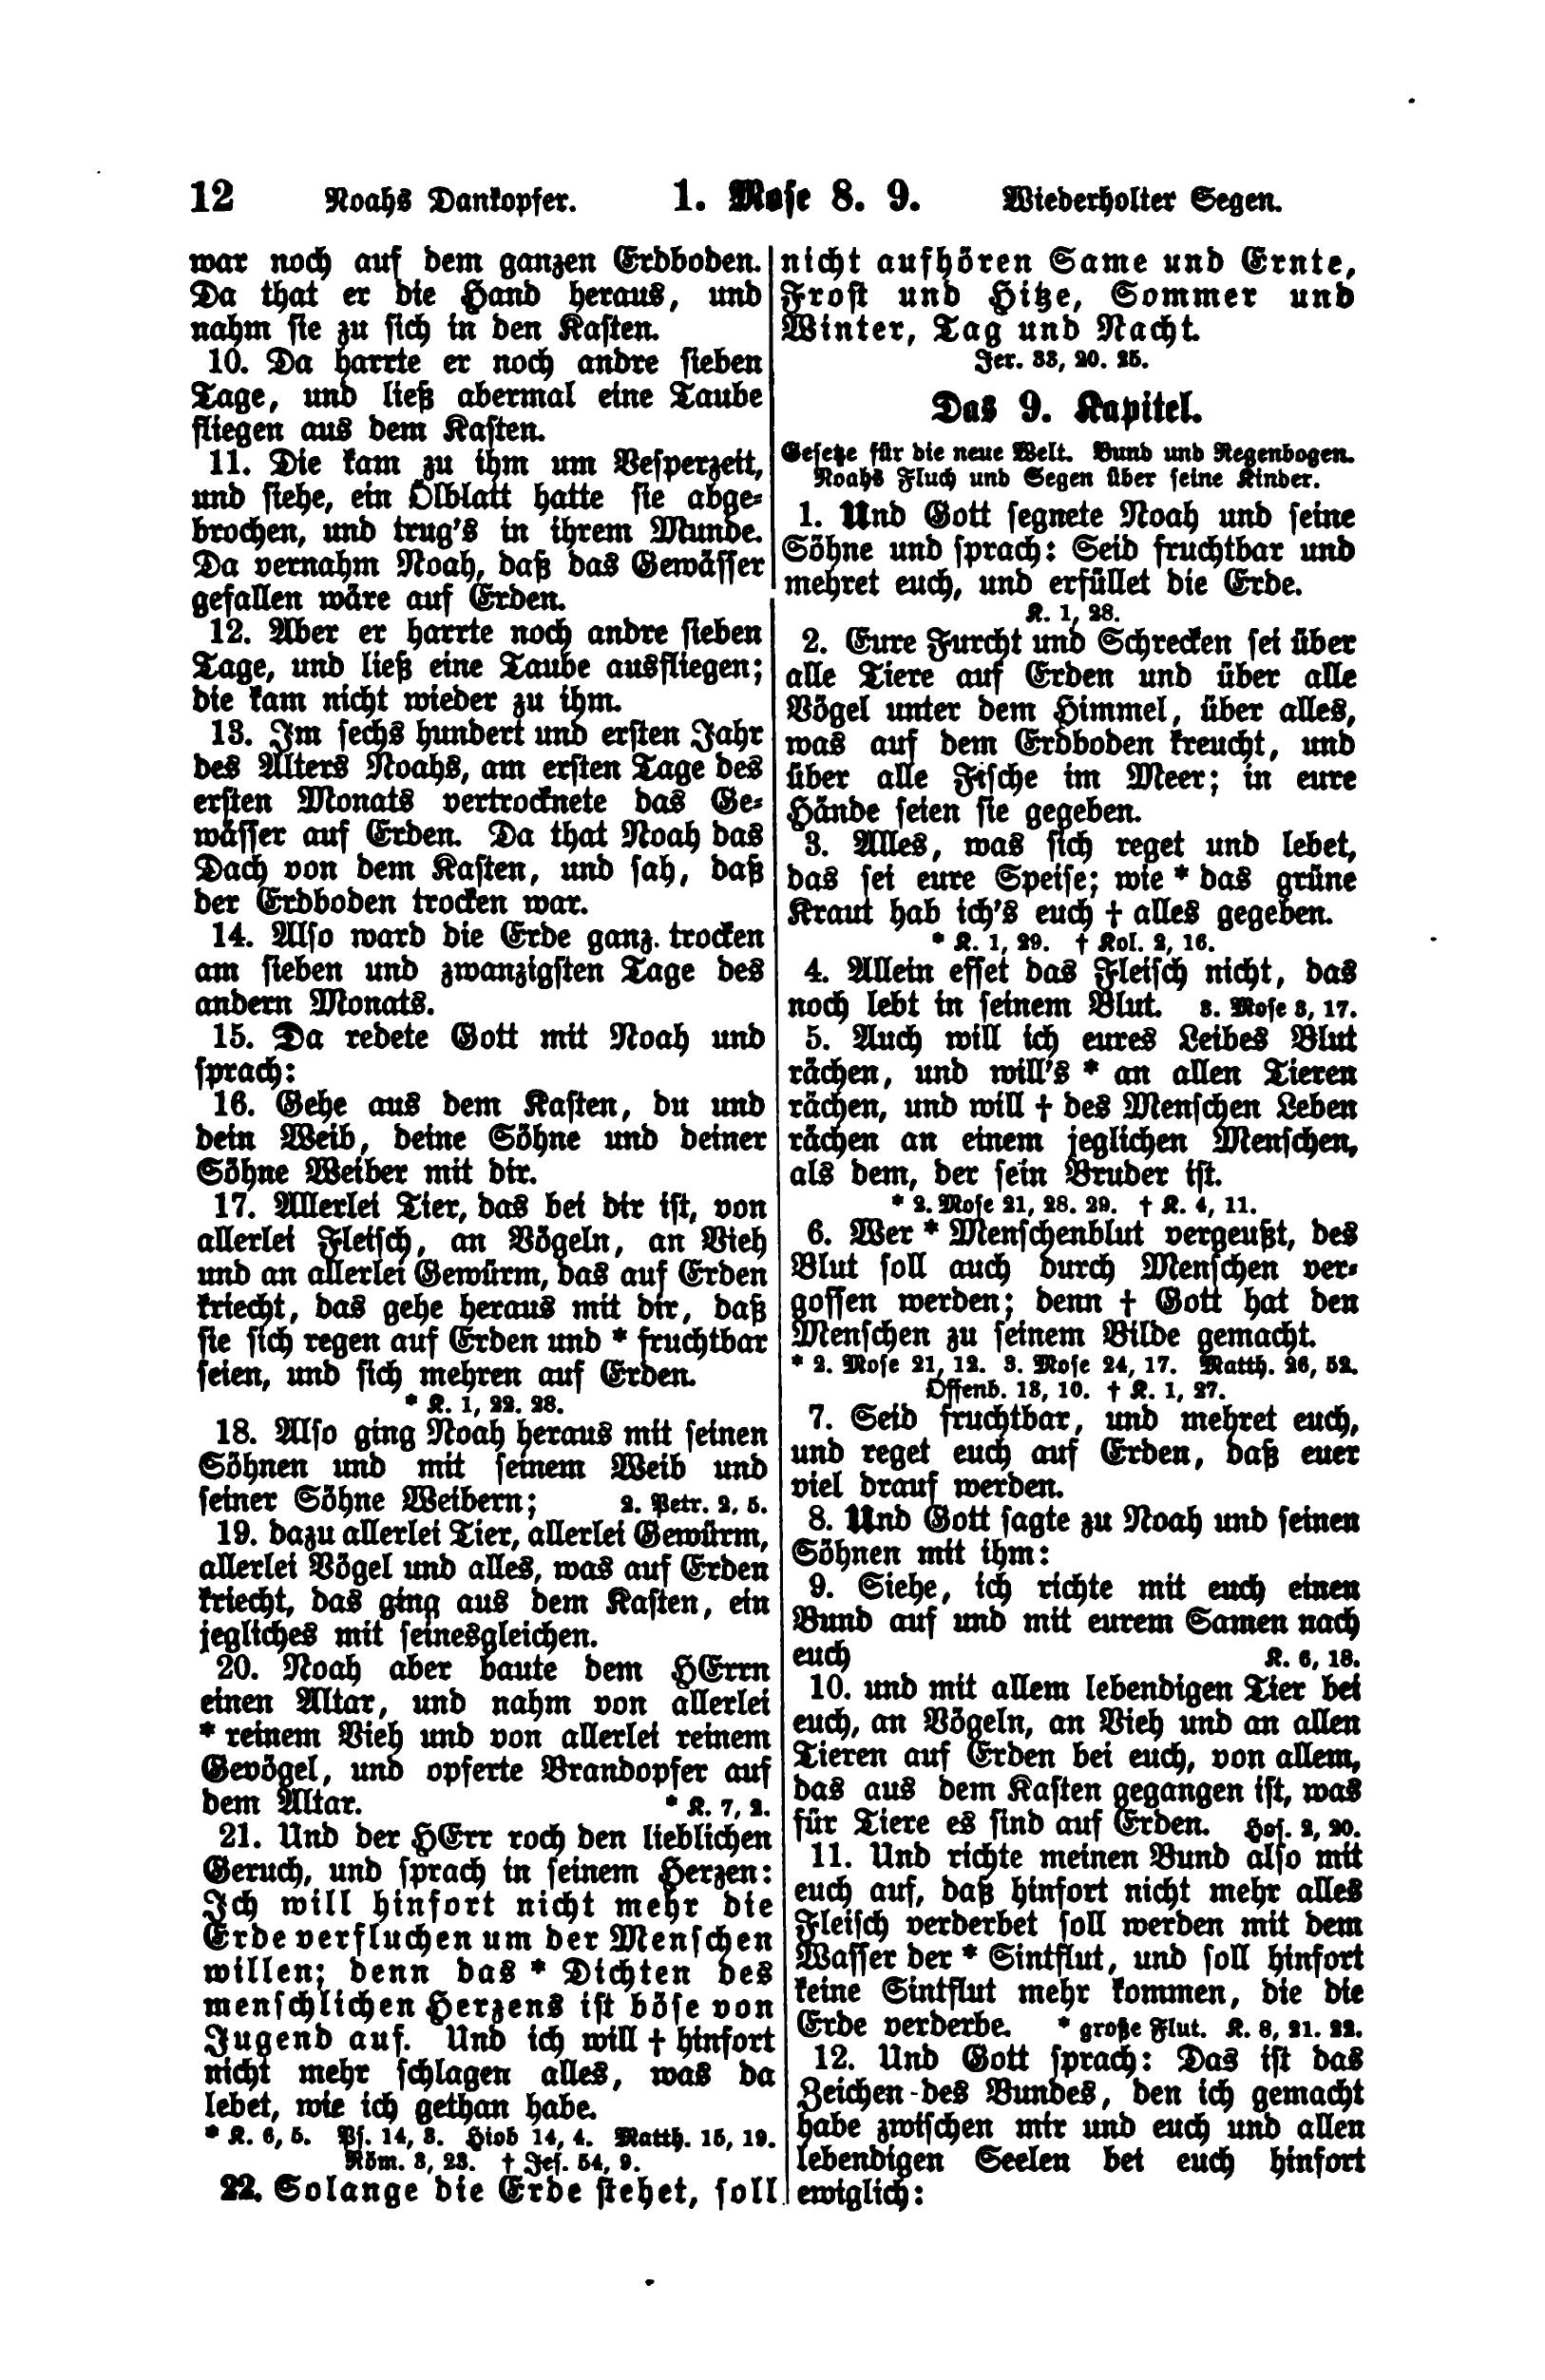 12 Noahs Dankopfer. 1. Mose 8. 9. Wiederholter Segen.
war noch auf dem ganzen Erdboden.
Da that er die Hand heraus, und
nahm sie zu sich in den Kasten.
10. Da harrte er noch andre sieben
Tage, und ließ abermal eine Taube
fliegen aus dem Kasten.
11. Die kam zu ihm um Vesperzeit,
und siehe, ein Ölblatt hatte sie abge-
brochen, und trug's in ihrem Munde.
Da vernahm Noah, daß das Gewässer
gefallen wäre auf Erden.
12. Aber er harrte noch andre sieben
Tage, und ließ eine Taube ausfliegen;
die kam nicht wieder zu ihm.
13. Im sechs hundert und ersten Jahr
des Alters Noahs, am ersten Tage des
ersten Monats vertrocknete das Ge-
wässer auf Erden. Da that Noah das
Dach von dem Kasten, und sah, daß
der Erdboden trocken war.
14. Also ward die Erde ganz trocken
am sieben und zwanzigsten Tage des
andern Monats.
15. Da redete Gott mit Noah und
sprach:
16. Gehe aus dem Kasten, du und
dein Weib, deine Söhne und deiner
Söhne Weiber mit dir.
17. Allerlei Tier, das bei dir ist, von
allerlei Fleisch, an Vögeln, an Vieh
und an allerlei Gewürm, das auf Erden
kriecht, das gehe heraus mit dir, daß
sie sich regen auf Erden und * fruchtbar
seien, und sich mehren auf Erden.
* K. 1, 22. 28.
18. Also ging Noah heraus mit seinen
Söhnen und mit seinem Weib und
seiner Söhne Weibern; 2. Petr. 2, 5.
19. dazu allerlei Tier, allerlei Gewürm,
allerlei Vögel und alles, was auf Erden
kriecht, das ging aus dem Kasten, ein
jegliches mit seinesgleichen.
20. Noah aber baute dem HErrn
einen Altar, und nahm von allerlei
* reinem Vieh und von allerlei reinem
Gevögel, und opferte Brandopfer auf
dem Altar. * K. 7, 2.
21. Und der HErr roch den lieblichen
Geruch, und sprach in seinem Herzen:
Ich will hinfort nicht mehr die
Erde verfluchen um der Menschen
willen; denn das * Dichten des
menschlichen Herzens ist böse von
Jugend auf. Und ich will † hinfort
nicht mehr schlagen alles, was da
lebet, wie ich gethan habe.
* K. 6, 5. Ps. 14, 3. Hiob 14, 4. Matth. 15, 19.
Röm. 3, 23. † Jes. 54, 9.
22. Solange die Erde stehet, soll
nicht aufhören Same und Ernte,
Frost und Hitze, Sommer und
Winter, Tag und Nacht.
Jer. 33, 20. 25.
Das 9. Kapitel.
Gesetze für die neue Welt. Bund und Regenbogen.
Noahs Fluch und Segen über seine Kinder.
1. Und Gott segnete Noah und seine
Söhne und sprach: Seid fruchtbar und
mehret euch, und erfüllet die Erde.
K. 1, 28.
2. Eure Furcht und Schrecken sei über
alle Tiere auf Erden und über alle
Vögel unter dem Himmel, über alles,
was auf dem Erdboden kreucht, und
über alle Fische im Meer; in eure
Hände seien sie gegeben.
3. Alles, was sich reget und lebet,
das sei eure Speise; wie * das grüne
Kraut hab ich's euch † alles gegeben.
* K. 1, 29. † Kol. 2, 16.
4. Allein esset das Fleisch nicht, das
noch lebt in seinem Blut. 3. Mose 3, 17.
5. Auch will ich eures Leibes Blut
rächen, und will's * an allen Tieren
rächen, und will † des Menschen Leben
rächen an einem jeglichen Menschen,
als dem, der sein Bruder ist.
* 2. Mose 21, 28. 29. † K. 4, 11.
6. Wer * Menschenblut vergeußt, des
Blut soll auch durch Menschen ver-
gossen werden; denn † Gott hat den
Menschen zu seinem Bilde gemacht.
* 2. Mose 21, 12. 3. Mose 24, 17. Matth. 26, 52.
Offenb. 13, 10. † K. 1, 27.
7. Seid fruchtbar, und mehret euch,
und reget euch auf Erden, daß euer
viel drauf werden.
8. Und Gott sagte zu Noah und seinen
Söhnen mit ihm:
9. Siehe, ich richte mit euch einen
Bund auf und mit eurem Samen nach
euch K. 6, 18.
10. und mit allem lebendigen Tier bei
euch, an Vögeln, an Vieh und an allen
Tieren auf Erden bei euch, von allem,
das aus dem Kasten gegangen ist, was
für Tiere es sind auf Erden. Hos. 2, 20.
11. Und richte meinen Bund also mit
euch auf, daß hinfort nicht mehr alles
Fleisch verderbet soll werden mit dem
Wasser der * Sintflut, und soll hinfort
keine Sintflut mehr kommen, die die
Erde verderbe. * große Flut. K. 8, 21. 22.
12. Und Gott sprach: Das ist das
Zeichen des Bundes, den ich gemacht
habe zwischen mir und euch und allen
lebendigen Seelen bei euch hinfort
ewiglich: